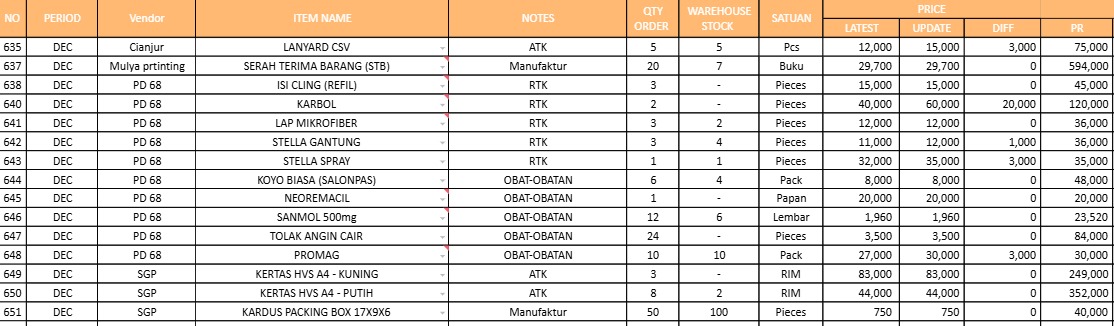 NO PERIOD Vendor ITEM NAME NOTES QTY ORDER WAREHOUSE STOCK SATUAN PRICE
LATEST UPDATE DIFF PR
635 DEC Cianjur LANYARD CSV ATK 5 5 Pcs 12,000 15,000 3,000 75,000
637 DEC Mulya prtinting SERAH TERIMA BARANG (STB) Manufaktur 20 7 Buku 29,700 29,700 0 594,000
638 DEC PD 68 ISI CLING (REFIL) RTK 3 - Pieces 15,000 15,000 0 45,000
640 DEC PD 68 KARBOL RTK 2 - Pieces 40,000 60,000 20,000 120,000
641 DEC PD 68 LAP MIKROFIBER RTK 3 2 Pieces 12,000 12,000 0 36,000
642 DEC PD 68 STELLA GANTUNG RTK 3 4 Pieces 11,000 12,000 1,000 36,000
643 DEC PD 68 STELLA SPRAY RTK 1 1 Pieces 32,000 35,000 3,000 35,000
644 DEC PD 68 KOYO BIASA (SALONPAS) OBAT-OBATAN 6 4 Pack 8,000 8,000 0 48,000
645 DEC PD 68 NEOREMACIL OBAT-OBATAN 1 - Papan 20,000 20,000 0 20,000
646 DEC PD 68 SANMOL 500mg OBAT-OBATAN 12 6 Lembar 1,960 1,960 0 23,520
647 DEC PD 68 TOLAK ANGIN CAIR OBAT-OBATAN 24 - Pieces 3,500 3,500 0 84,000
648 DEC PD 68 PROMAG OBAT-OBATAN 10 10 Pack 27,000 30,000 3,000 30,000
649 DEC SGP KERTAS HVS A4 - KUNING ATK 3 - RIM 83,000 83,000 0 249,000
650 DEC SGP KERTAS HVS A4 - PUTIH ATK 8 2 RIM 44,000 44,000 0 352,000
651 DEC SGP KARDUS PACKING BOX 17X9X6 Manufaktur 50 100 Pieces 750 750 0 40,000